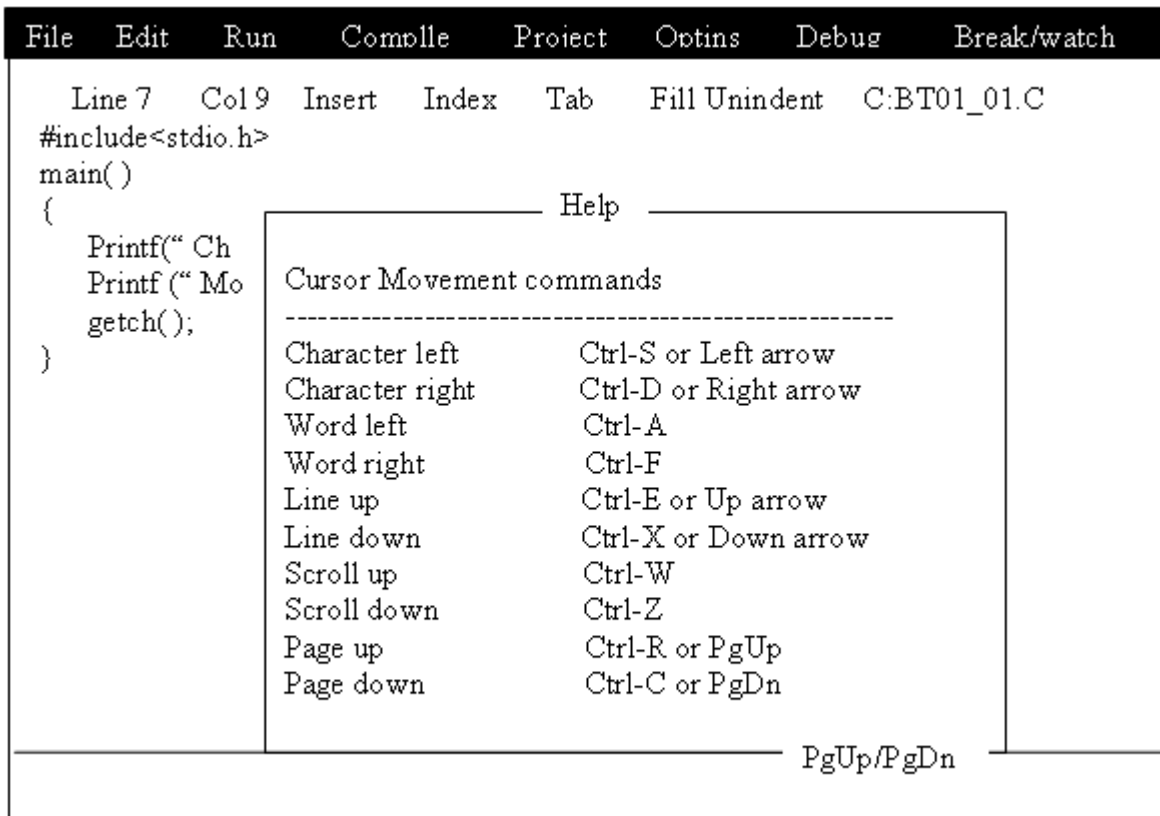 File Edit Run Complle Proiect Optins Debug Break/watch
Line 7 Col 9 Insert Index Tab Fill Unindent C:BT01_01.C
#include<stdio.h>
main( )
{
Help
Printf(“ Ch
Printf (“ Mo
Cursor Movement commands
getch( );
-------------------------------------------------------
}
Character left Ctrl-S or Left arrow
Character right Ctrl-D or Right arrow
Word left Ctrl-A
Word right Ctrl-F
Line up Ctrl-E or Up arrow
Line down Ctrl-X or Down arrow
Scroll up Ctrl-W
Scroll down Ctrl-Z
Page up Ctrl-R or PgUp
Page down Ctrl-C or PgDn
PgUp/PgDn